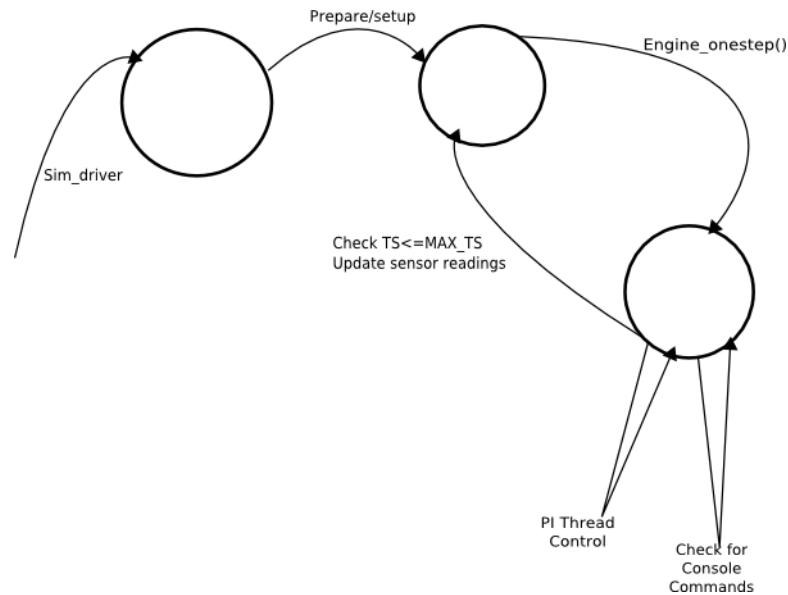 Prepare/setup
Engine_onestep()
Sim_driver
Check TS<=MAX_TS
Update sensor readings
PI Thread
Control
Check for
Console
Commands